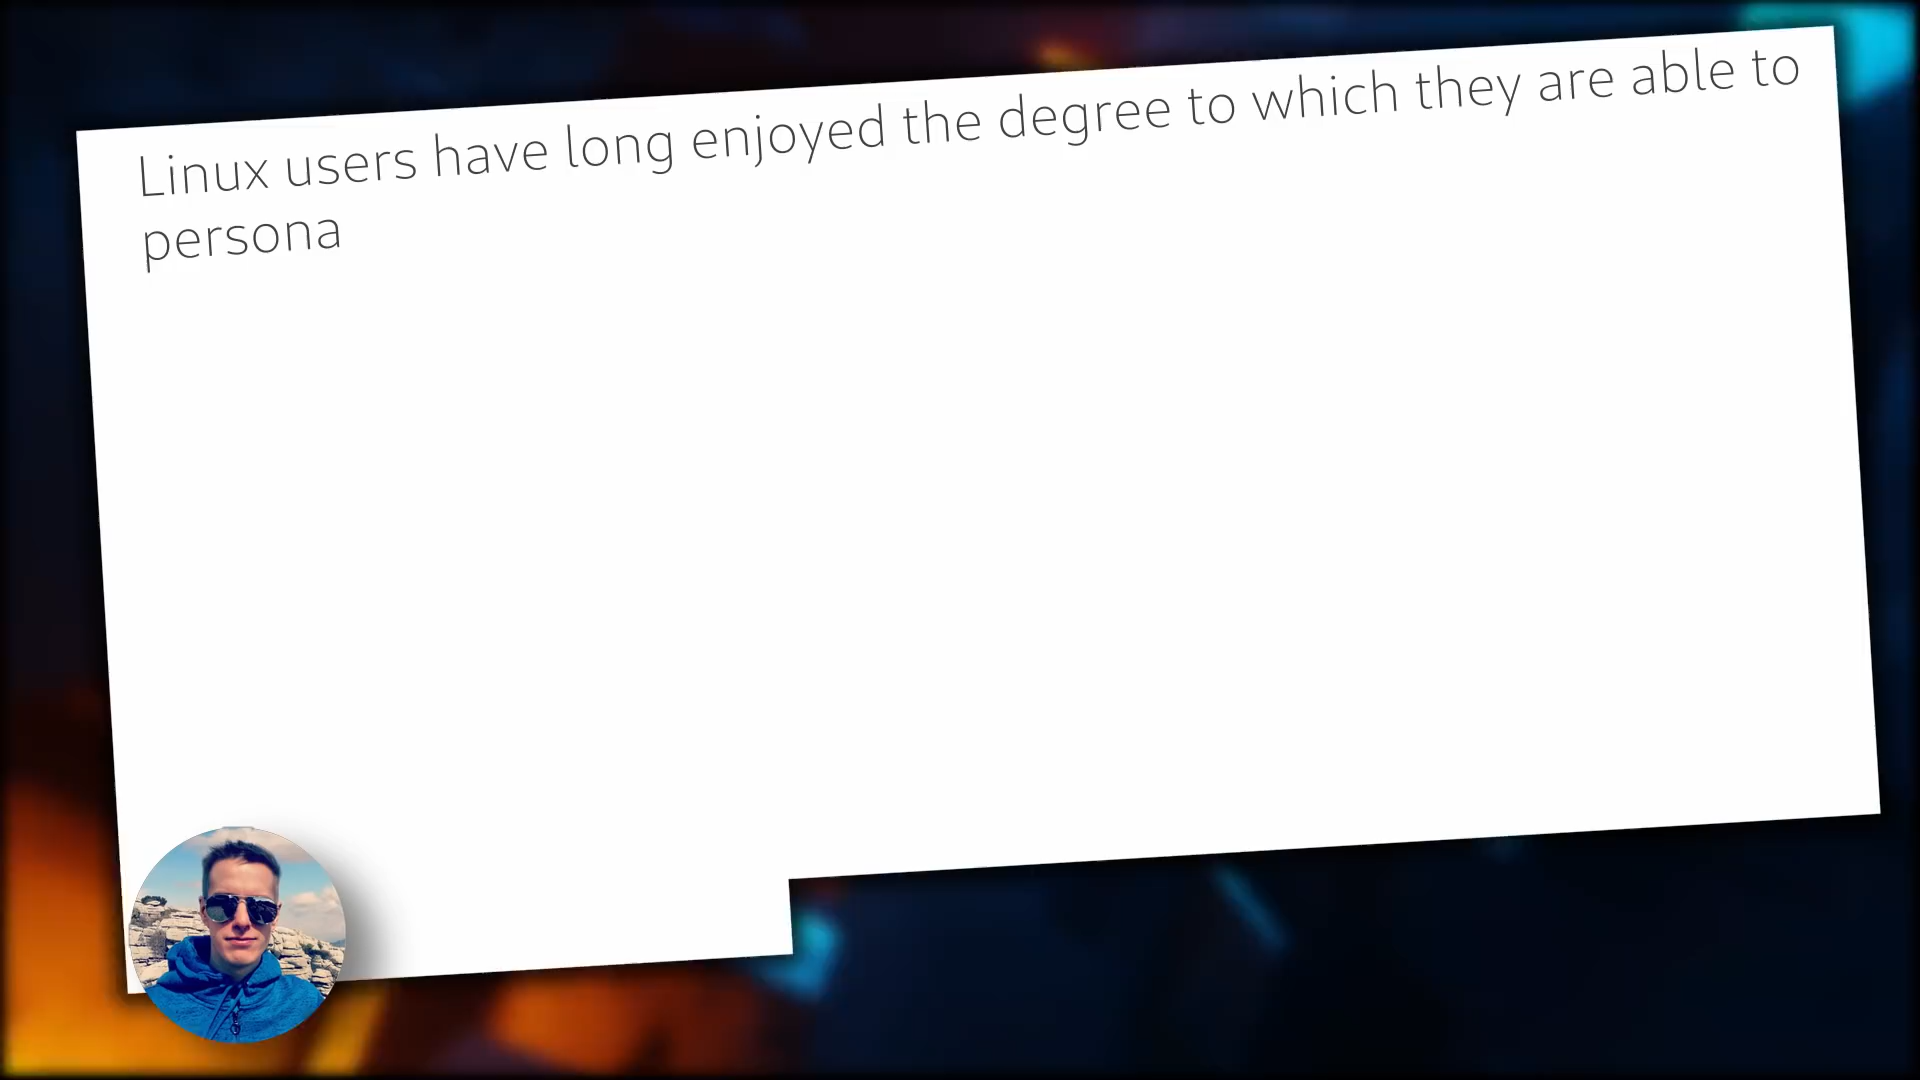 Linux users have long enjoyed the degree to which they are able to
persona